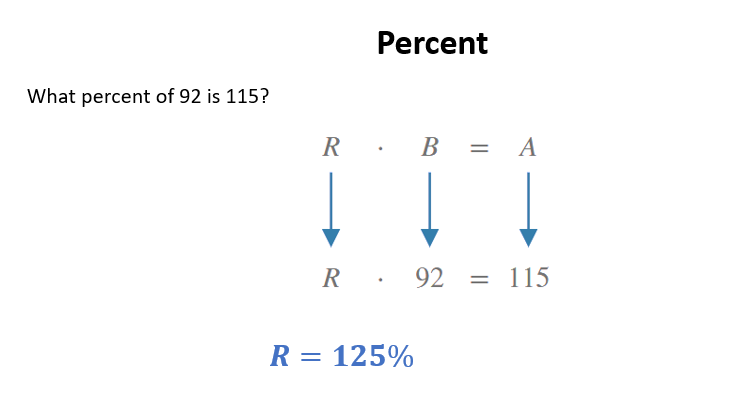 Percent
What percent of 92 is 115?
R · B = A
R · 92 = 115
R = 125%